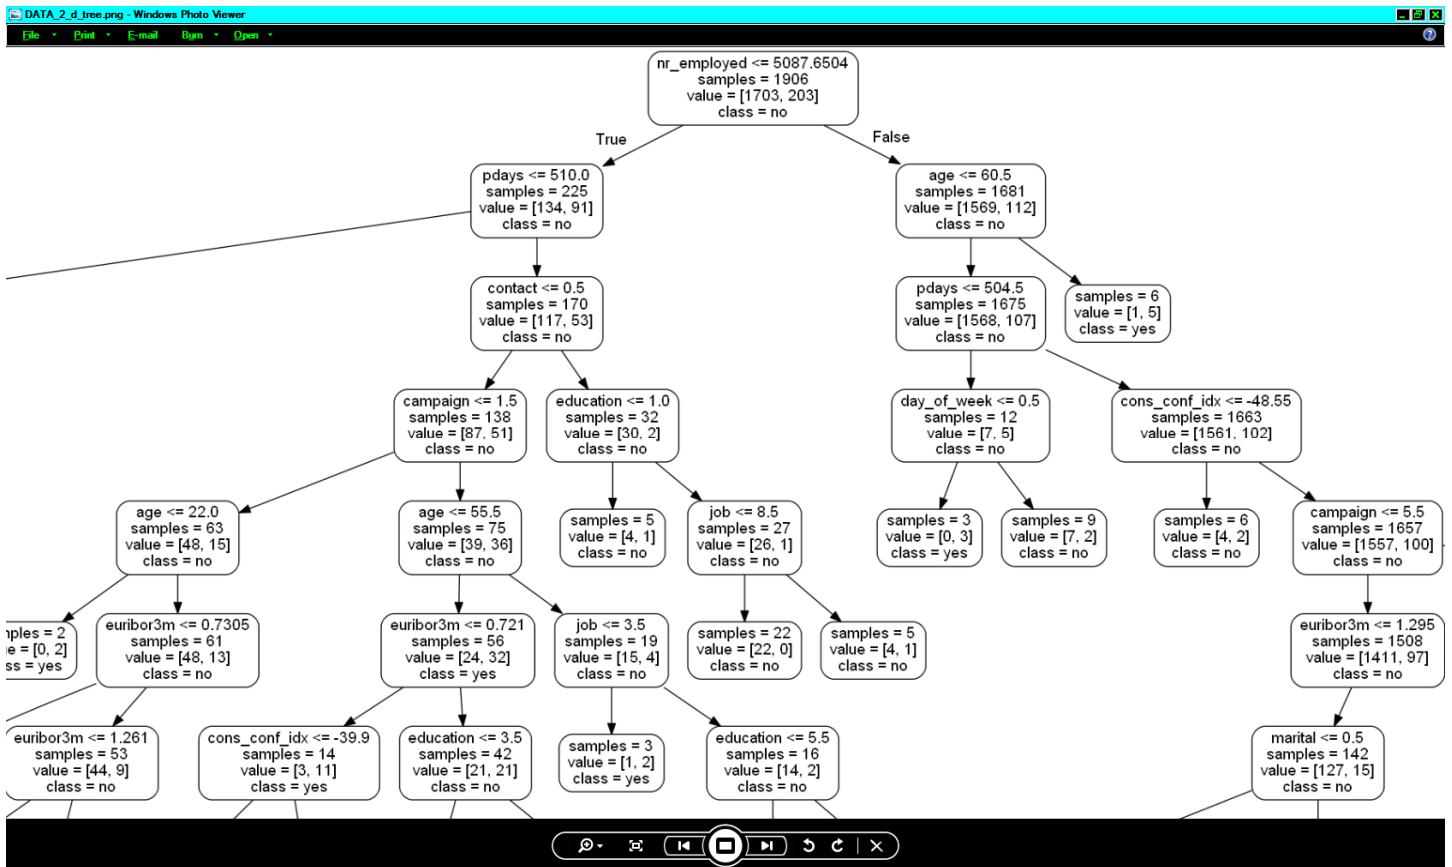 DATA_2_d_tree.png - Windows Photo Viewer
File Print E-mail Burn Open
nr_employed <= 5087.6504
samples = 1906
value = [1703, 203]
class = no
True
False
pdays <= 510.0
samples = 225
value = [134, 91]
class = no
age <= 60.5
samples = 1681
value = [1569, 112]
class = no
contact <= 0.5
samples = 170
value = [117, 53]
class = no
pdays <= 504.5
samples = 1675
value = [1568, 107]
class = no
samples = 6
value = [1, 5]
class = yes
campaign <= 1.5
samples = 138
value = [87, 51]
class = no
education <= 1.0
samples = 32
value = [30, 2]
class = no
day_of_week <= 0.5
samples = 12
value = [7, 5]
class = no
cons_conf_idx <= -48.55
samples = 1663
value = [1561, 102]
class = no
age <= 22.0
samples = 63
value = [48, 15]
class = no
age <= 55.5
samples = 75
value = [39, 36]
class = no
samples = 5
value = [4, 1]
class = no
job <= 8.5
samples = 27
value = [26, 1]
class = no
samples = 3
value = [0, 3]
class = yes
samples = 9
value = [7, 2]
class = no
samples = 6
value = [4, 2]
class = no
campaign <= 5.5
samples = 1657
value = [1557, 100]
class = no
nples = 2
e = [0, 2]
ss = yes
euribor3m <= 0.7305
samples = 61
value = [48, 13]
class = no
euribor3m <= 0.721
samples = 56
value = [24, 32]
class = yes
job <= 3.5
samples = 19
value = [15, 4]
class = no
samples = 22
value = [22, 0]
class = no
samples = 5
value = [4, 1]
class = no
euribor3m <= 1.295
samples = 1508
value = [1411, 97]
class = no
euribor3m <= 1.261
samples = 53
value = [44, 9]
class = no
cons_conf_idx <= -39.9
samples = 14
value = [3, 11]
class = yes
education <= 3.5
samples = 42
value = [21, 21]
class = no
samples = 3
value = [1, 2]
class = yes
education <= 5.5
samples = 16
value = [14, 2]
class = no
marital <= 0.5
samples = 142
value = [127, 15]
class = no